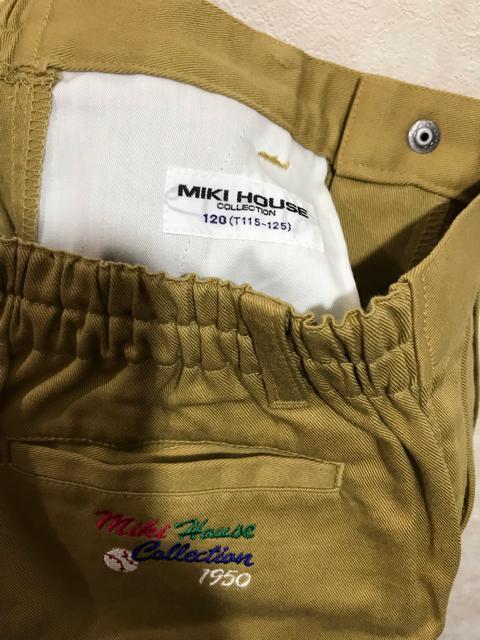 MIKI HOUSE
COLLECTION
120(T115~125)
Miki House
Collection
1950